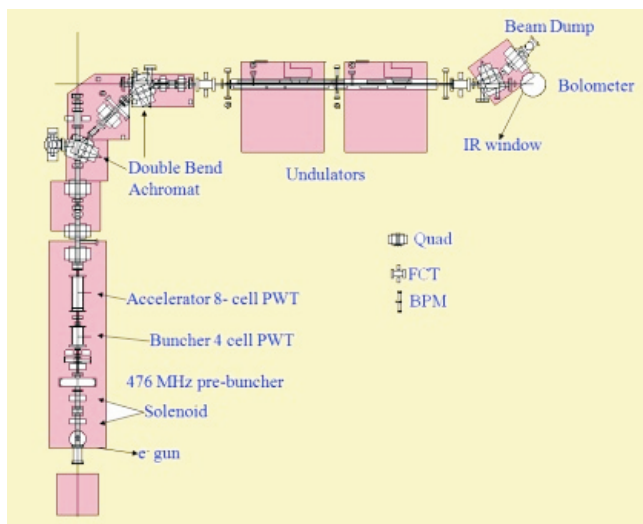 Beam Dump
Bolometer
IR window
Double Bend
Achromat
Undulators
Quad
FCT
BPM
Accelerator 8- cell PWT
Buncher 4 cell PWT
476 MHz pre-buncher
Solenoid
e- gun